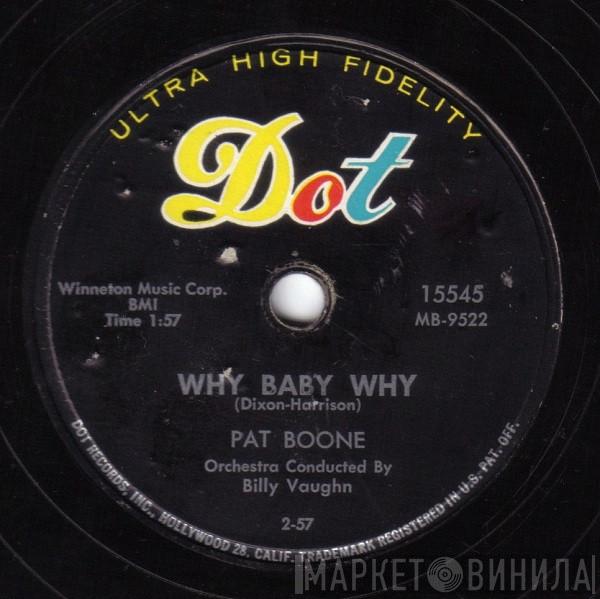 ULTRA HIGH FIDELITY
Dot
Winneton Music Corp.
BMI
Time 1:57
15545
MB-9522
WHY BABY WHY
(Dixon-Harrison)
PAT BOONE
Orchestra Conducted By
Billy Vaughn
2-57
DOT RECORDS, INC., HOLLYWOOD 28, CALIF. TRADEMARK REGISTERED IN U.S. PAT. OFF.
МАРКЕТ ВИНИЛА